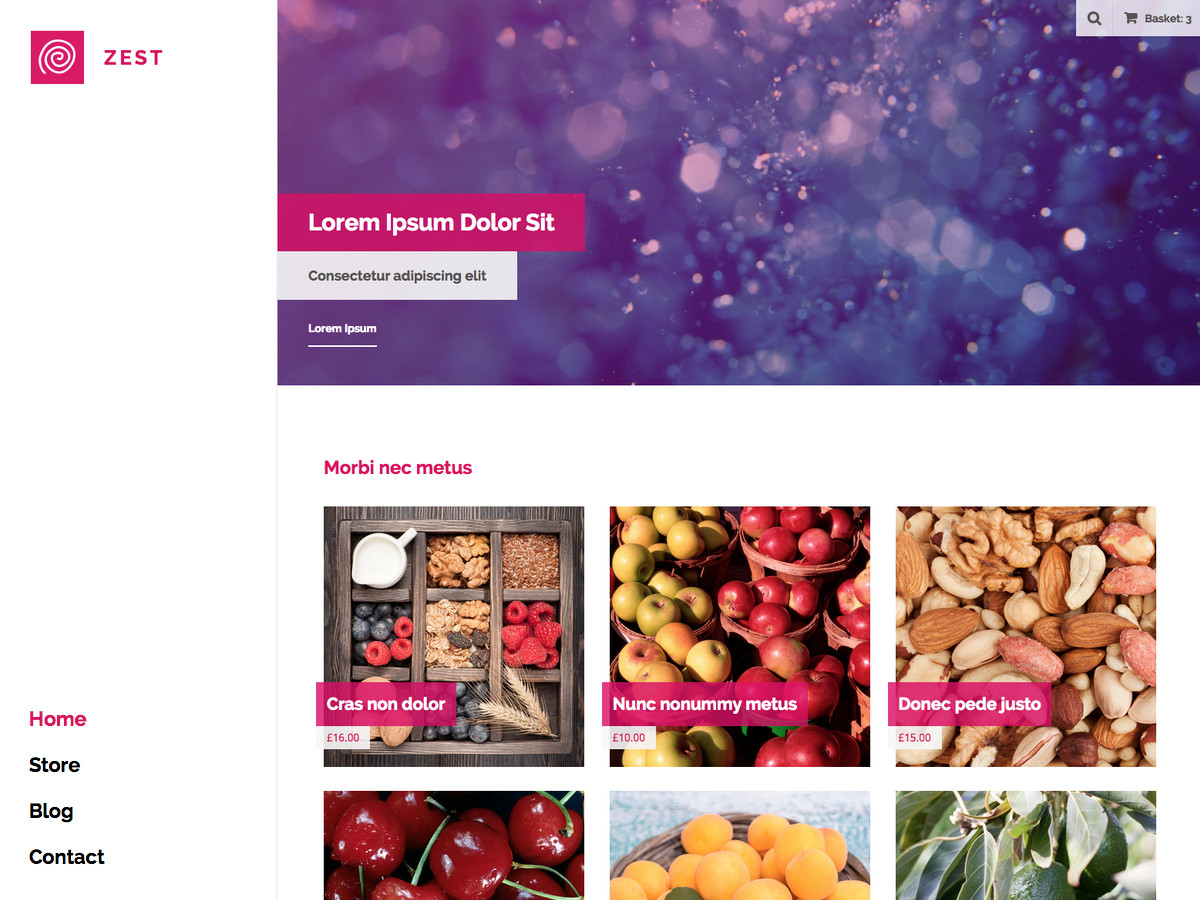 ZEST
Basket: 3
Lorem Ipsum Dolor Sit
Consectetur adipiscing elit
Lorem Ipsum
Morbi nec metus
Cras non dolor
£16.00
Nunc nonummy metus
£10.00
Donec pede justo
£15.00
Home
Store
Blog
Contact